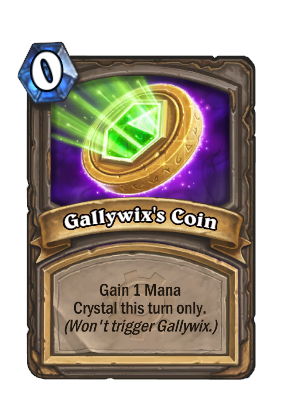 0
Gallywix's Coin
Gain 1 Mana
Crystal this turn only.
(Won't trigger Gallywix.)